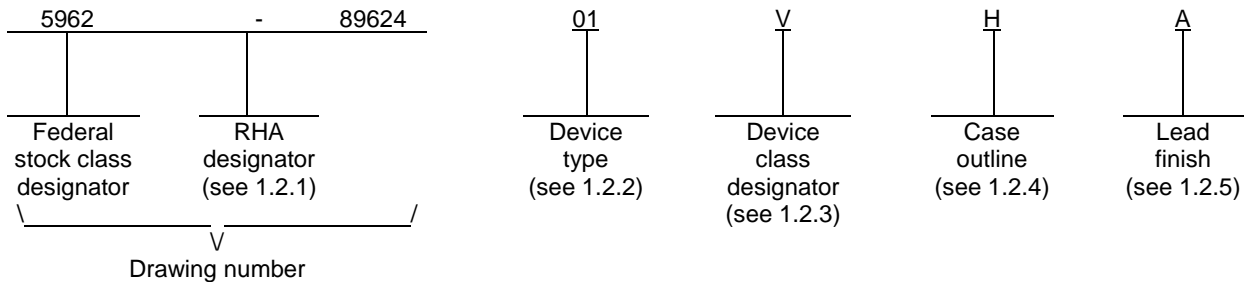 5962 - 89624 01 V H A
Federal stock class designator
RHA designator (see 1.2.1)
Device type (see 1.2.2)
Device class designator (see 1.2.3)
Case outline (see 1.2.4)
Lead finish (see 1.2.5)
\ /
\/
Drawing number